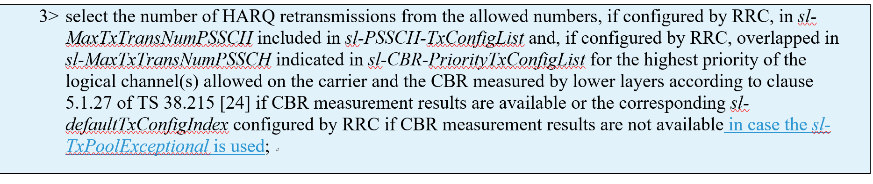 3> select the number of HARQ retransmissions from the allowed numbers, if configured by RRC, in sl-
MaxTxTransNumPSSCH included in sl-PSSCH-TxConfigList and, if configured by RRC, overlapped in
sl-MaxTxTransNumPSSCH indicated in sl-CBR-PriorityTxConfigList for the highest priority of the
logical channel(s) allowed on the carrier and the CBR measured by lower layers according to clause
5.1.27 of TS 38.215 [24] if CBR measurement results are available or the corresponding sl-
defaultTxConfigIndex configured by RRC if CBR measurement results are not available in case the sl-
TxPoolExceptional is used;